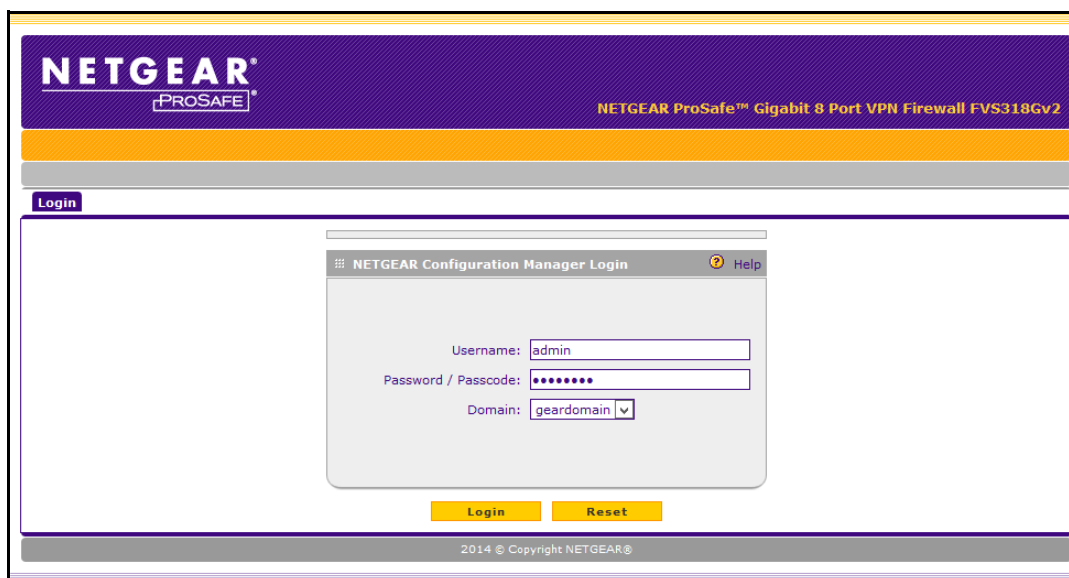 NETGEAR®
PROSAFE®
NETGEAR ProSafe™ Gigabit 8 Port VPN Firewall FVS318Gv2
Login
NETGEAR Configuration Manager Login
? Help
Username: admin
Password / Passcode: ••••••••
Domain: geardomain
Login Reset
2014 © Copyright NETGEAR®